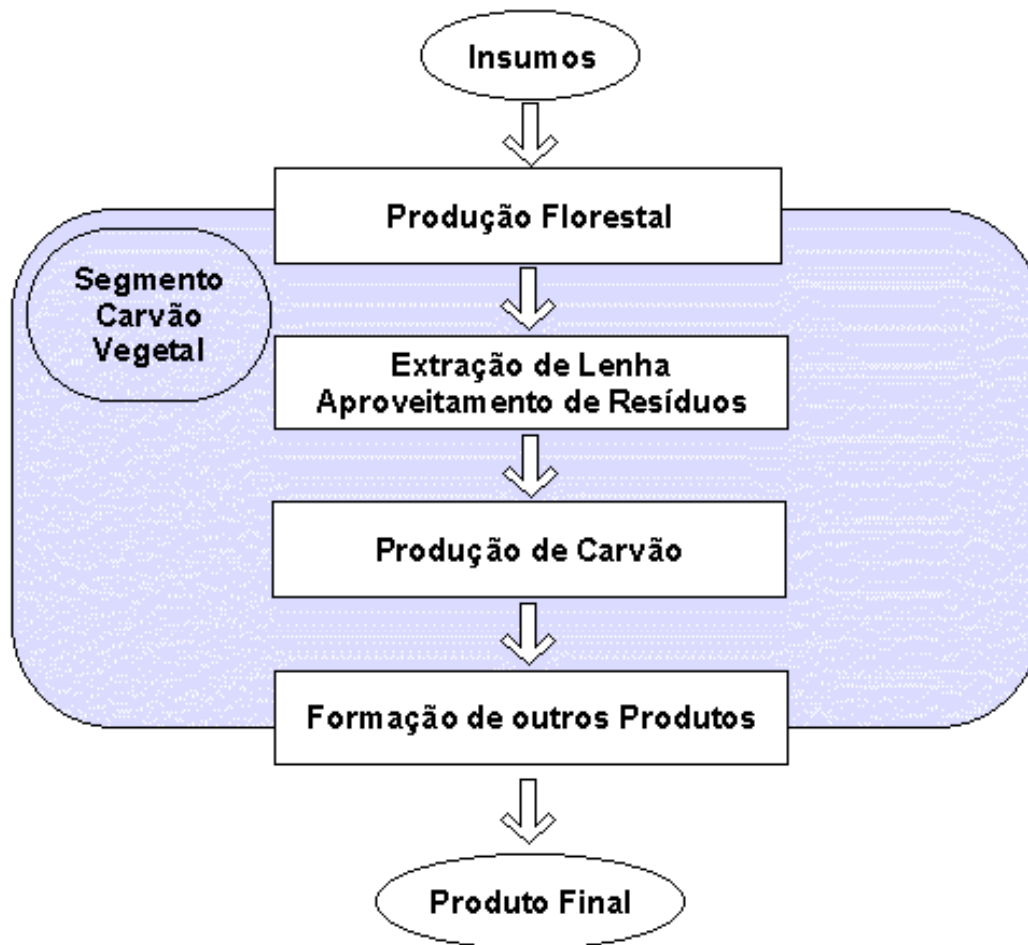 Insumos
Produção Florestal
Segmento
Carvão
Vegetal
Extração de Lenha
Aproveitamento de Resíduos
Produção de Carvão
Formação de outros Produtos
Produto Final